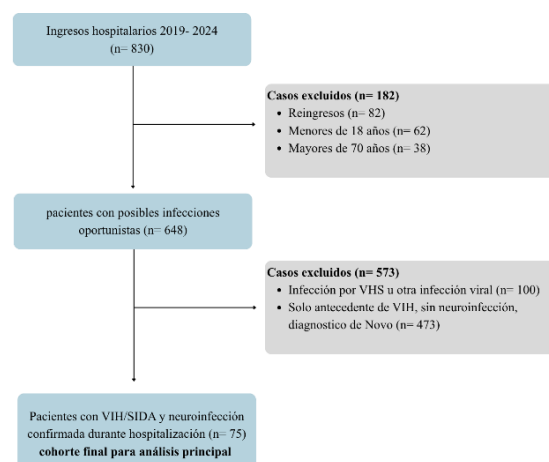 Ingresos hospitalarios 2019- 2024
(n= 830)
Casos excluidos (n= 182)
• Reingresos (n= 82)
• Menores de 18 años (n= 62)
• Mayores de 70 años (n= 38)
pacientes con posibles infecciones
oportunistas (n= 648)
Casos excluidos (n= 573)
• Infección por VHS u otra infección viral (n= 100)
• Solo antecedente de VIH, sin neuroinfección,
diagnostico de Novo (n= 473)
Pacientes con VIH/SIDA y neuroinfección
confirmada durante hospitalización (n= 75)
cohorte final para análisis principal